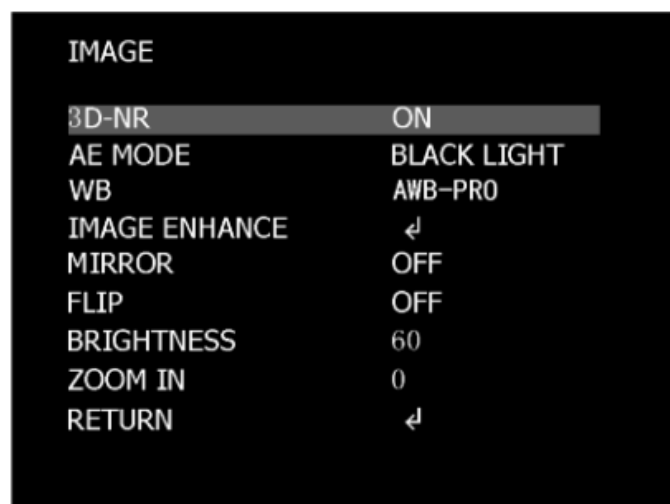 IMAGE
3D-NR ON
AE MODE BLACK LIGHT
WB AWB-PRO
IMAGE ENHANCE ↲
MIRROR OFF
FLIP OFF
BRIGHTNESS 60
ZOOM IN 0
RETURN ↲